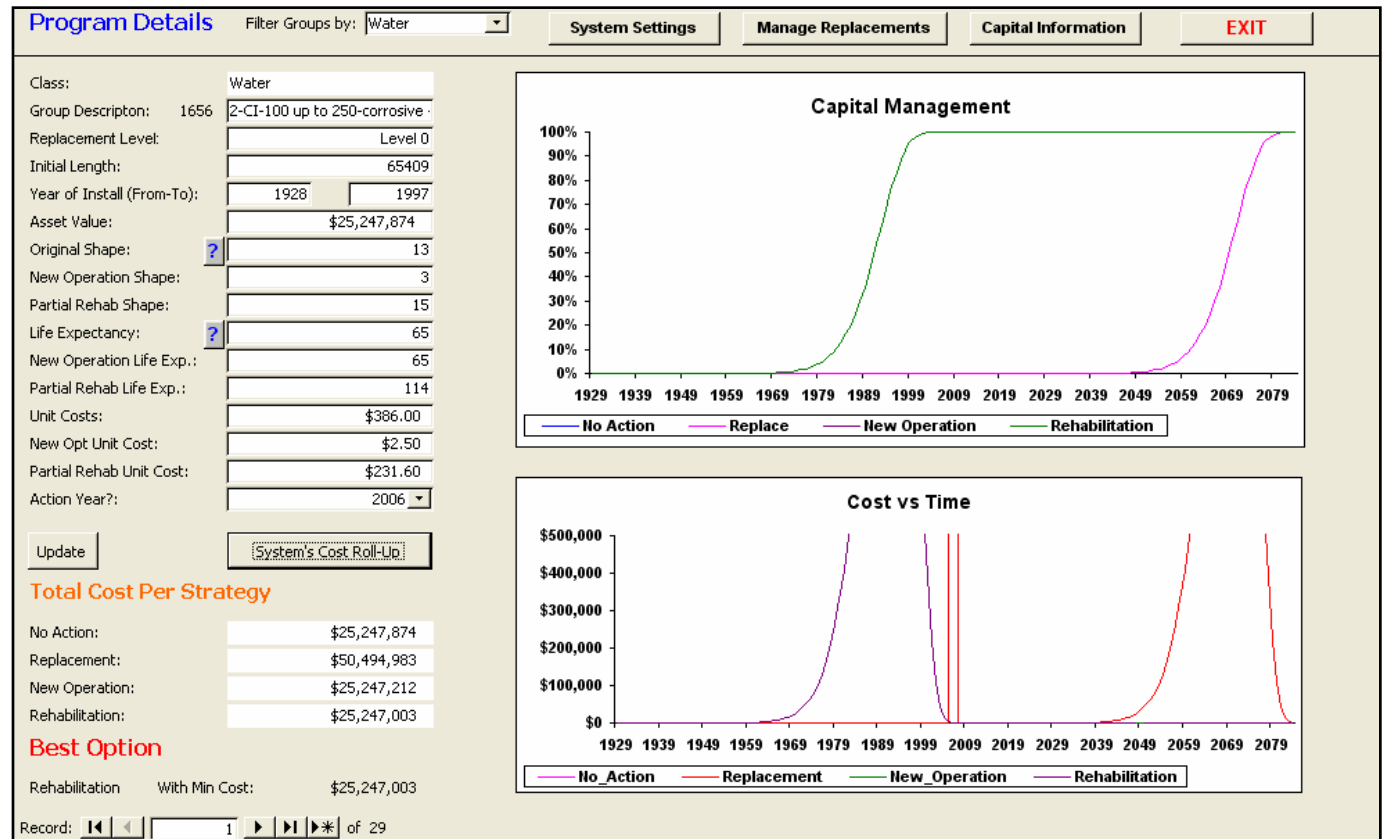 Program Details Filter Groups by: Water System Settings Manage Replacements Capital Information EXIT
Class: Water
Group Descripton: 1656 2-CI-100 up to 250-corrosive -
Replacement Level: Level 0
Initial Length: 65409
Year of Install (From-To): 1928 1997
Asset Value: $25,247,874
Original Shape: ? 13
New Operation Shape: 3
Partial Rehab Shape: 15
Life Expectancy: ? 65
New Operation Life Exp.: 65
Partial Rehab Life Exp.: 114
Unit Costs: $386.00
New Opt Unit Cost: $2.50
Partial Rehab Unit Cost: $231.60
Action Year?: 2006
Update System's Cost Roll-Up
Total Cost Per Strategy
No Action: $25,247,874
Replacement: $50,494,983
New Operation: $25,247,212
Rehabilitation: $25,247,003
Best Option
Rehabilitation With Min Cost: $25,247,003
Record: 1 of 29
Capital Management
100%
90%
80%
70%
60%
50%
40%
30%
20%
10%
0%
1929 1939 1949 1959 1969 1979 1989 1999 2009 2019 2029 2039 2049 2059 2069 2079
No Action Replace New Operation Rehabilitation
Cost vs Time
$500,000
$400,000
$300,000
$200,000
$100,000
$0
1929 1939 1949 1959 1969 1979 1989 1999 2009 2019 2029 2039 2049 2059 2069 2079
No_Action Replacement New_Operation Rehabilitation